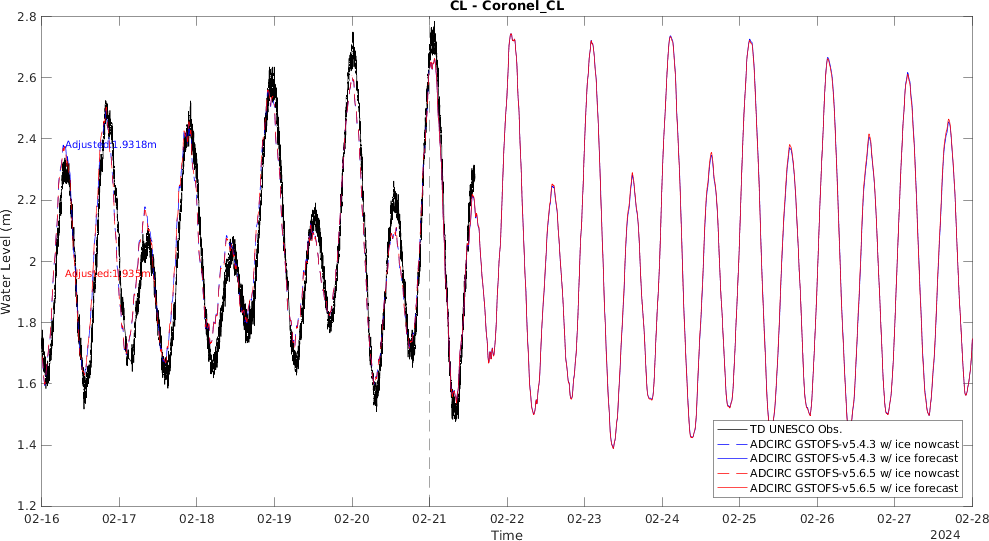 CL - Coronel_CL
2.8
2.6
2.4
2.2
2
1.8
1.6
1.4
1.2
Water Level (m)
Adjusted:1.9318m
Adjusted:1.935m
TD UNESCO Obs.
ADCIRC GSTOFS-v5.4.3 w/ ice nowcast
ADCIRC GSTOFS-v5.4.3 w/ ice forecast
ADCIRC GSTOFS-v5.6.5 w/ ice nowcast
ADCIRC GSTOFS-v5.6.5 w/ ice forecast
02-16 02-17 02-18 02-19 02-20 02-21 02-22 02-23 02-24 02-25 02-26 02-27 02-28
Time
2024